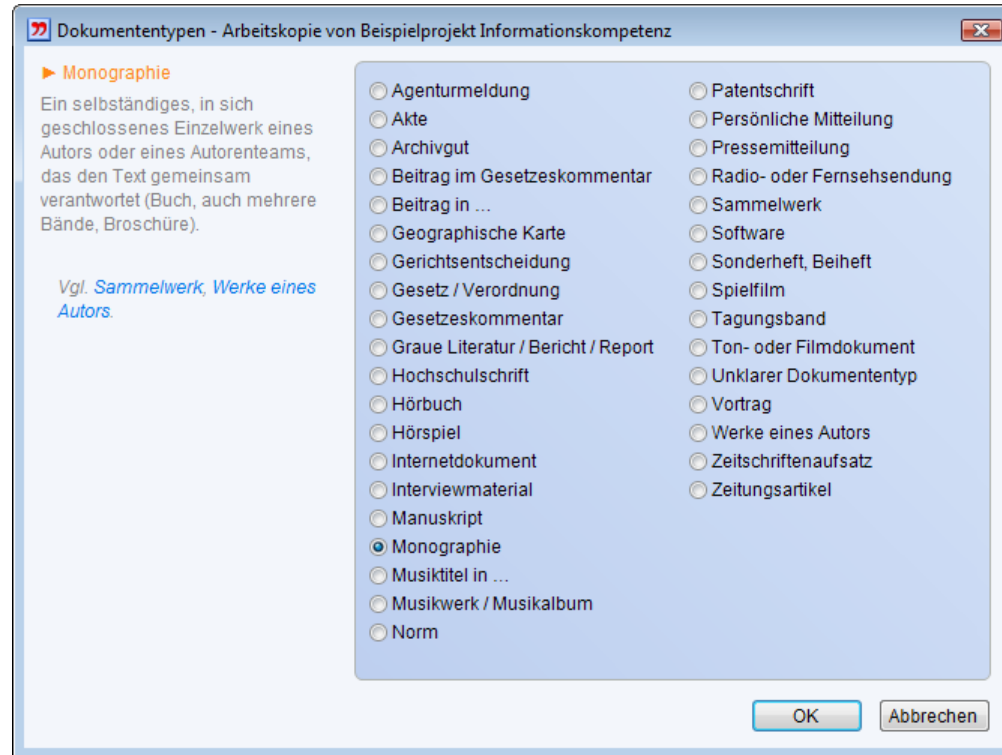 Dokumententypen - Arbeitskopie von Beispielprojekt Informationskompetenz
► Monographie
Ein selbständiges, in sich
geschlossenes Einzelwerk eines
Autors oder eines Autorenteams,
das den Text gemeinsam
verantwortet (Buch, auch mehrere
Bände, Broschüre).
Vgl. Sammelwerk, Werke eines
Autors.
Agenturmeldung
Akte
Archivgut
Beitrag im Gesetzeskommentar
Beitrag in ...
Geographische Karte
Gerichtsentscheidung
Gesetz / Verordnung
Gesetzeskommentar
Graue Literatur / Bericht / Report
Hochschulschrift
Hörbuch
Hörspiel
Internetdokument
Interviewmaterial
Manuskript
Monographie
Musiktitel in ...
Musikwerk / Musikalbum
Norm
Patentschrift
Persönliche Mitteilung
Pressemitteilung
Radio- oder Fernsehsendung
Sammelwerk
Software
Sonderheft, Beiheft
Spielfilm
Tagungsband
Ton- oder Filmdokument
Unklarer Dokumententyp
Vortrag
Werke eines Autors
Zeitschriftenaufsatz
Zeitungsartikel
OK
Abbrechen